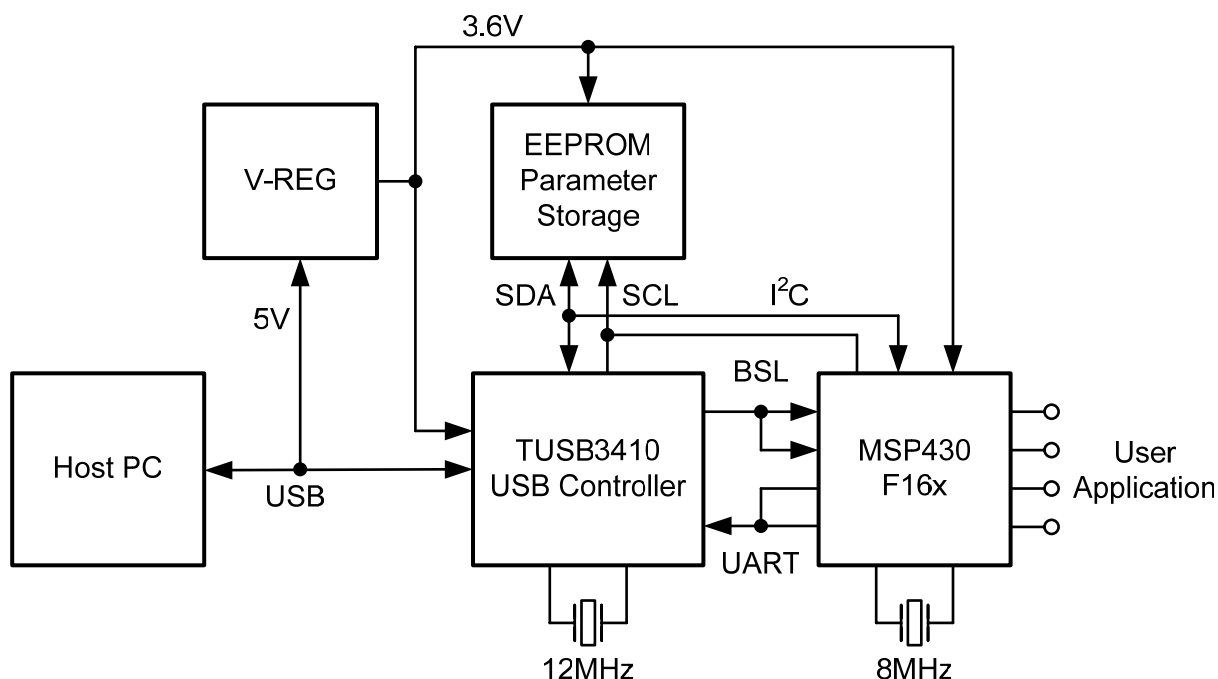 3.6V
V-REG
EEPROM
Parameter
Storage
SDA
SCL
I²C
5V
BSL
Host PC
USB
TUSB3410
USB Controller
MSP430
F16x
User
Application
UART
12MHz
8MHz